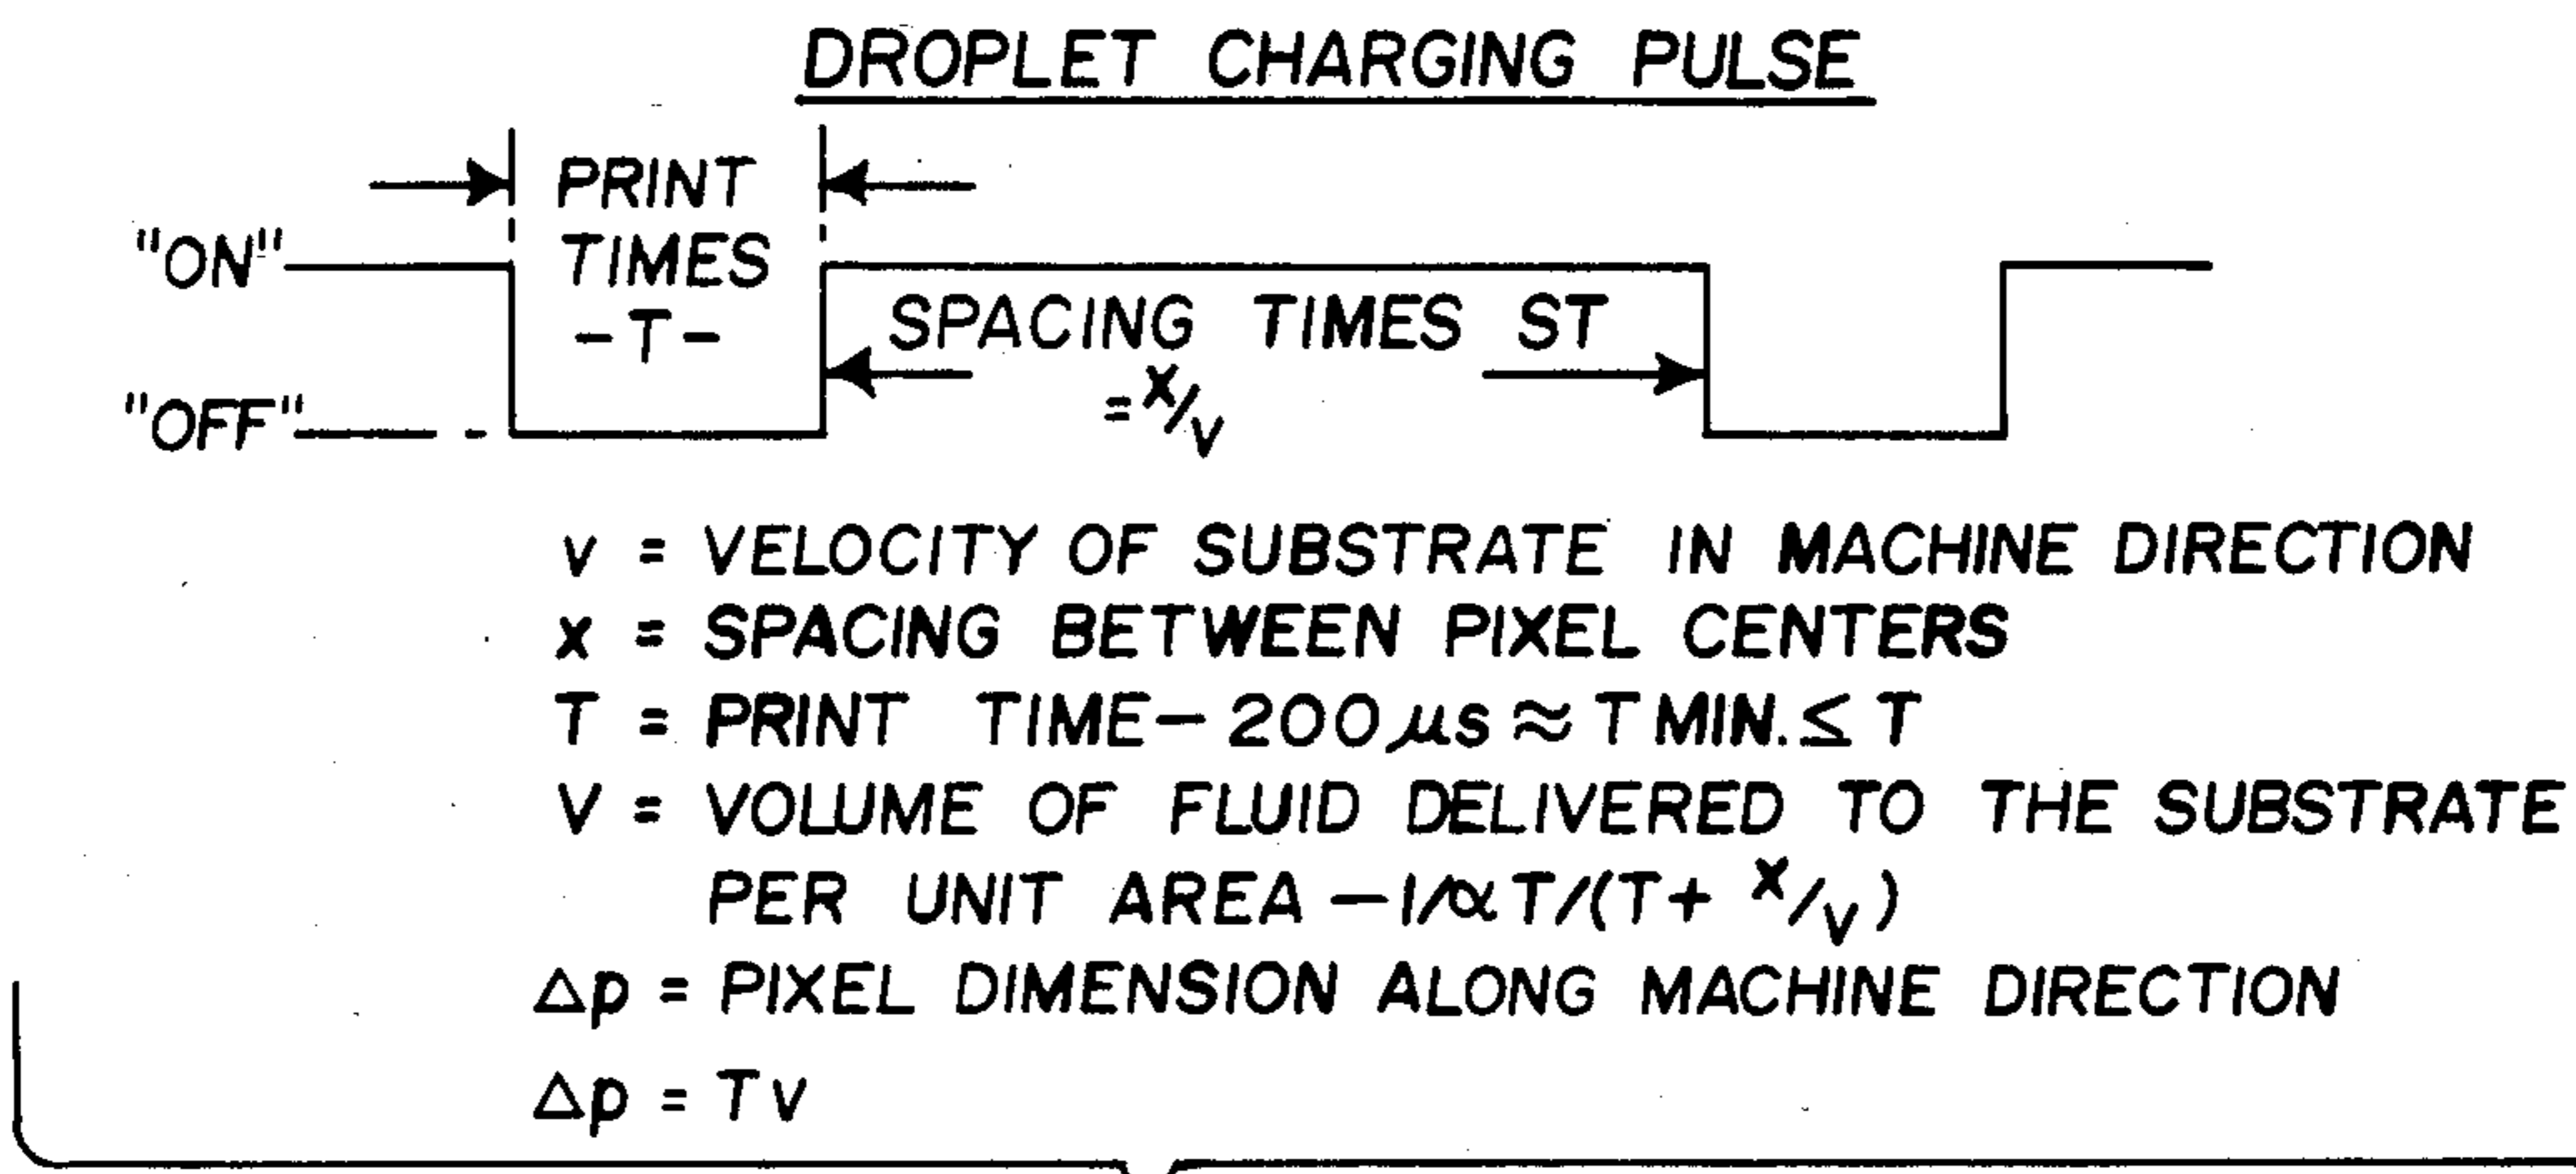 DROPLET CHARGING PULSE
PRINT
TIMES
-T-
"ON"
"OFF"
SPACING TIMES ST
= x/v
v = VELOCITY OF SUBSTRATE IN MACHINE DIRECTION
x = SPACING BETWEEN PIXEL CENTERS
T = PRINT TIME-200μs ≈ T MIN. ≤ T
V = VOLUME OF FLUID DELIVERED TO THE SUBSTRATE
PER UNIT AREA -1/∝T/(T+ x/v)
Δp = PIXEL DIMENSION ALONG MACHINE DIRECTION
Δp = Tv